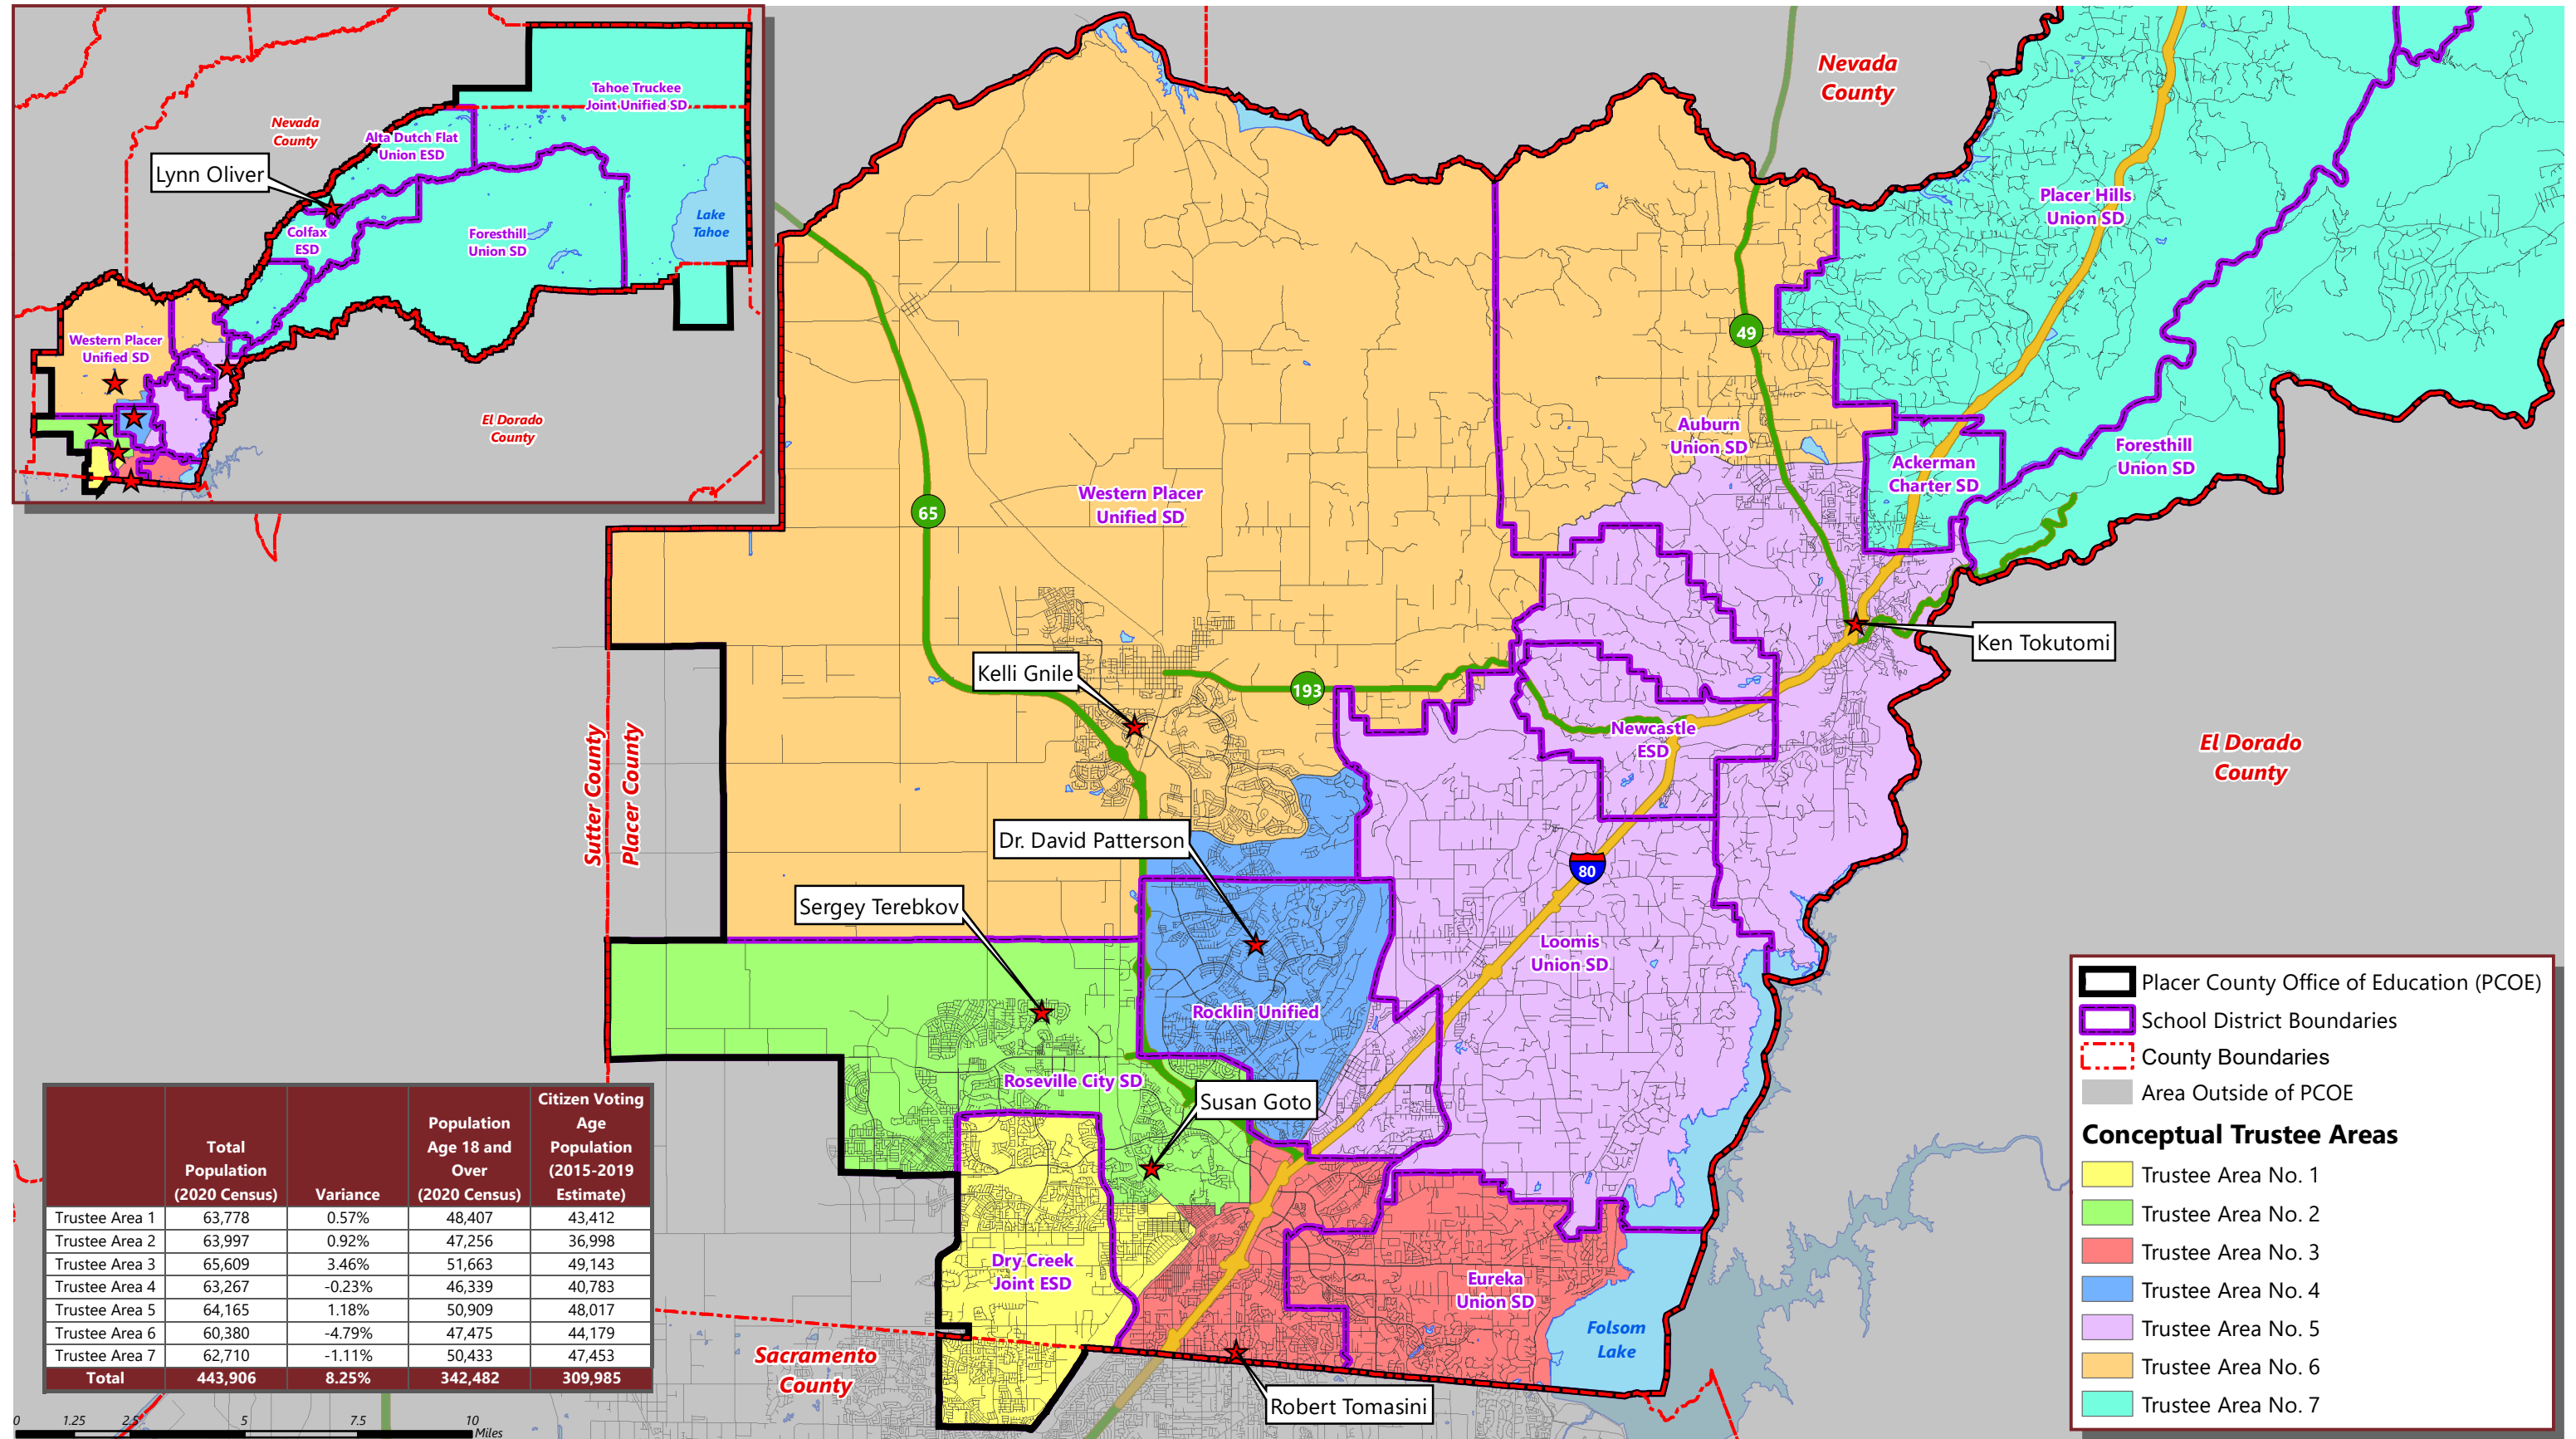 Tahoe Truckee
Joint Unified SD
Nevada
County
Alta Dutch Flat
Union ESD
Lynn Oliver
Lake
Tahoe
Colfax
ESD
Foresthill
Union SD
Western Placer
Unified SD
El Dorado
County
Nevada
County
Placer Hills
Union SD
49
Auburn
Union SD
Foresthill
Union SD
Ackerman
Charter SD
Western Placer
Unified SD
65
Ken Tokutomi
Kelli Gnile
193
Newcastle
ESD
El Dorado
County
Sutter County
Placer County
Dr. David Patterson
80
Sergey Terebkov
Loomis
Union SD
Rocklin Unified
Roseville City SD
Susan Goto
Dry Creek
Joint ESD
Eureka
Union SD
Folsom
Lake
Sacramento
County
Robert Tomasini
Total Population (2020 Census) Variance Population Age 18 and Over (2020 Census) Citizen Voting Age Population (2015-2019 Estimate)
Trustee Area 1 63,778 0.57% 48,407 43,412
Trustee Area 2 63,997 0.92% 47,256 36,998
Trustee Area 3 65,609 3.46% 51,663 49,143
Trustee Area 4 63,267 -0.23% 46,339 40,783
Trustee Area 5 64,165 1.18% 50,909 48,017
Trustee Area 6 60,380 -4.79% 47,475 44,179
Trustee Area 7 62,710 -1.11% 50,433 47,453
Total 443,906 8.25% 342,482 309,985
0 1.25 2.5 5 7.5 10
Miles
Placer County Office of Education (PCOE)
School District Boundaries
County Boundaries
Area Outside of PCOE
Conceptual Trustee Areas
Trustee Area No. 1
Trustee Area No. 2
Trustee Area No. 3
Trustee Area No. 4
Trustee Area No. 5
Trustee Area No. 6
Trustee Area No. 7